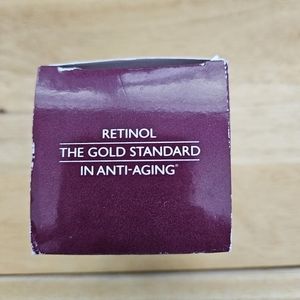 RETINOL
THE GOLD STANDARD
IN ANTI-AGING